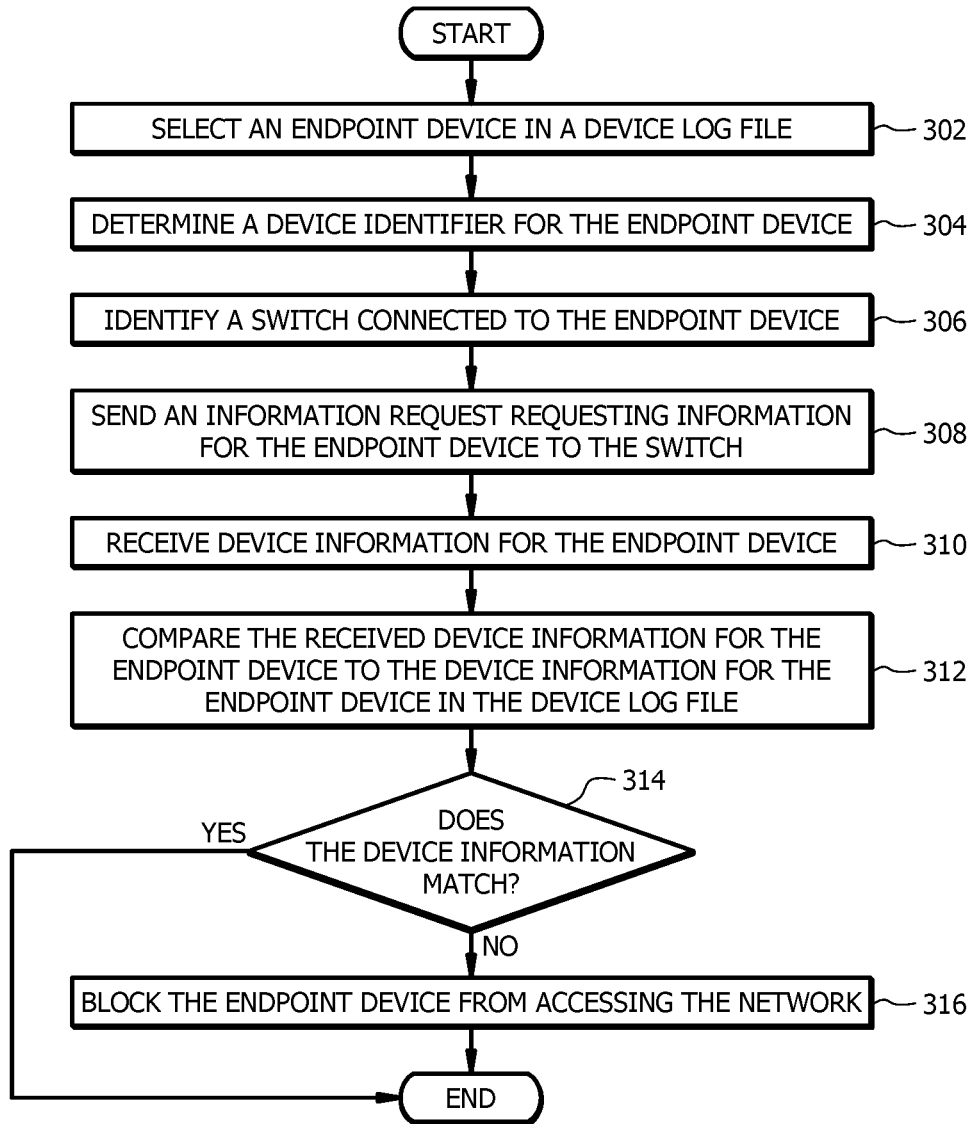 START
SELECT AN ENDPOINT DEVICE IN A DEVICE LOG FILE
302
DETERMINE A DEVICE IDENTIFIER FOR THE ENDPOINT DEVICE
304
IDENTIFY A SWITCH CONNECTED TO THE ENDPOINT DEVICE
306
SEND AN INFORMATION REQUEST REQUESTING INFORMATION
FOR THE ENDPOINT DEVICE TO THE SWITCH
308
RECEIVE DEVICE INFORMATION FOR THE ENDPOINT DEVICE
310
COMPARE THE RECEIVED DEVICE INFORMATION FOR THE
ENDPOINT DEVICE TO THE DEVICE INFORMATION FOR THE
ENDPOINT DEVICE IN THE DEVICE LOG FILE
312
314
DOES
THE DEVICE INFORMATION
MATCH?
YES
NO
BLOCK THE ENDPOINT DEVICE FROM ACCESSING THE NETWORK
316
END